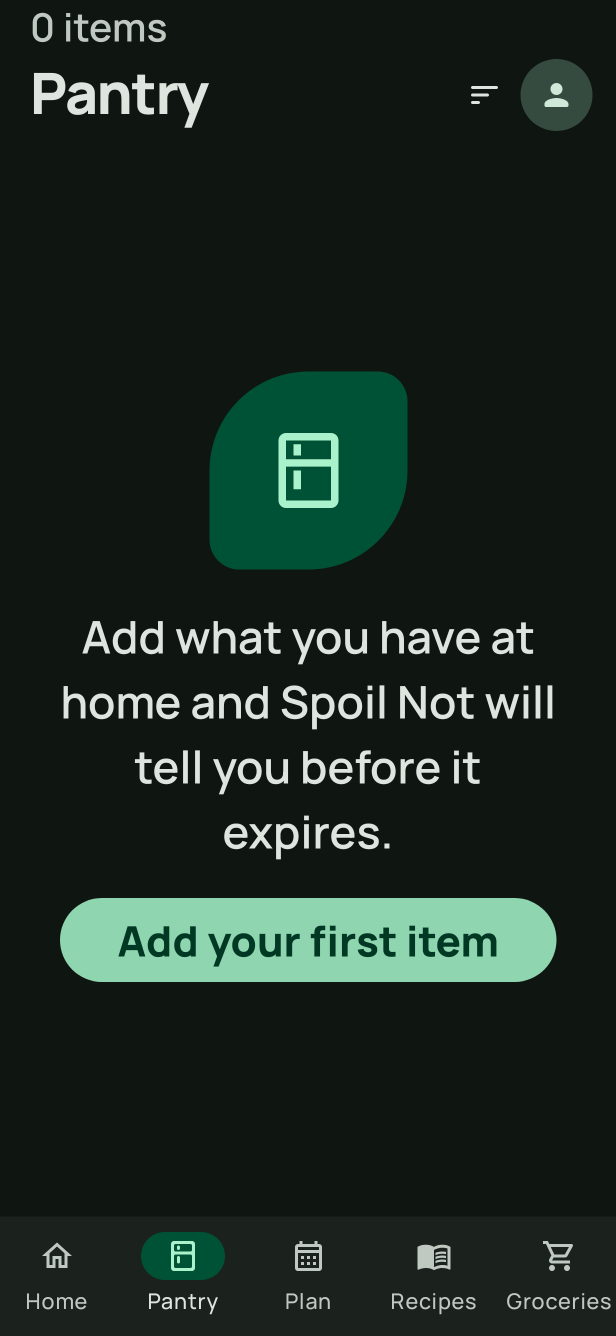 0 items
Pantry
Add what you have at
home and Spoil Not will
tell you before it
expires.
Add your first item
Home
Pantry
Plan
Recipes
Groceries